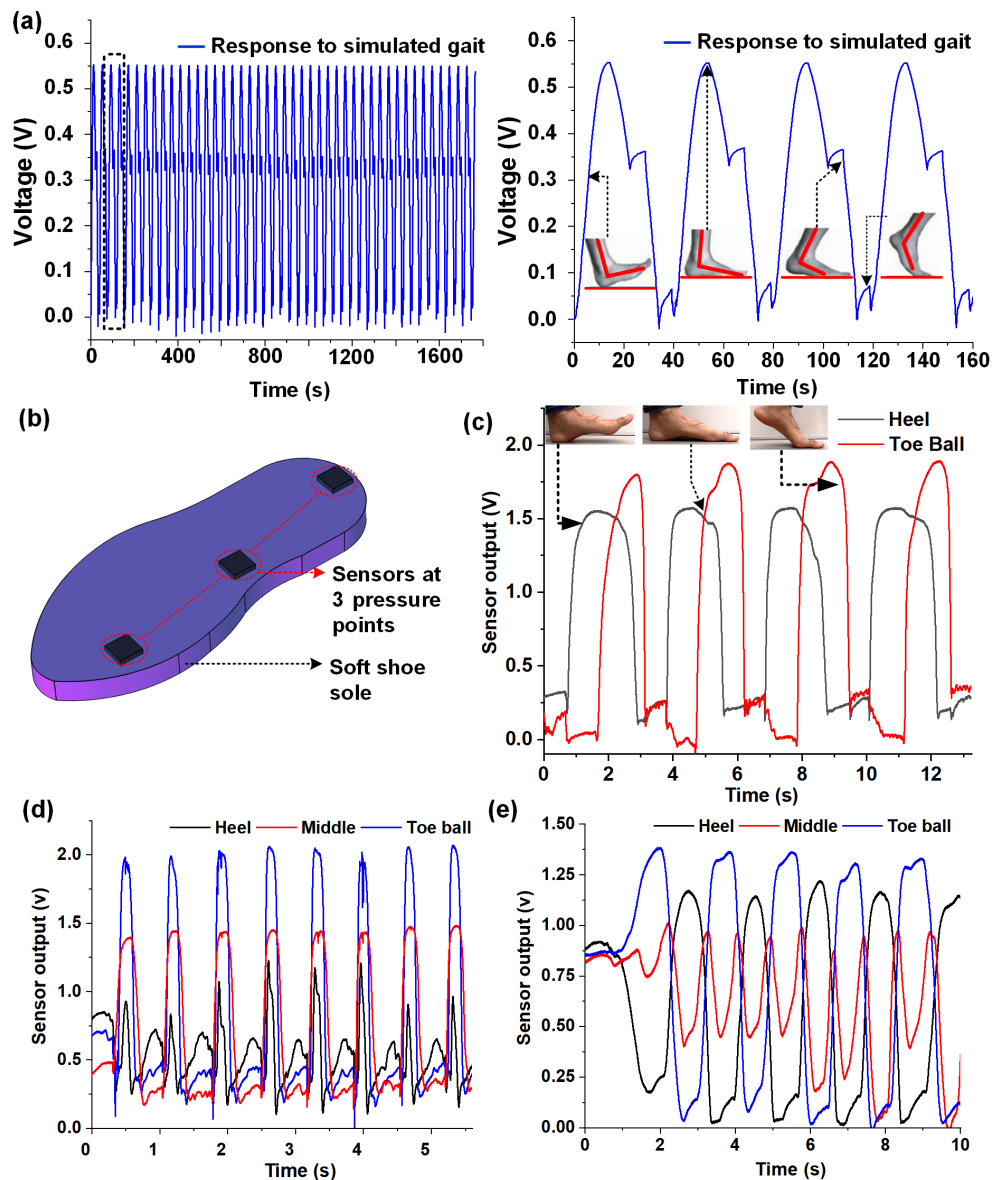 (a)
Response to simulated gait
0.6
0.5
0.4
0.3
0.2
0.1
0.0
Voltage (V)
0 400 800 1200 1600
Time (s)
Response to simulated gait
0.6
0.5
0.4
0.3
0.2
0.1
0.0
Voltage (V)
0 20 40 60 80 100 120 140 160
Time (s)
(b)
Sensors at
3 pressure
points
Soft shoe
sole
(c)
Heel
Toe Ball
2.0
1.5
1.0
0.5
0.0
Sensor output (V)
0 2 4 6 8 10 12
Time (s)
(d)
Heel Middle Toe ball
2.0
1.5
1.0
0.5
0.0
Sensor output (v)
0 1 2 3 4 5
Time (s)
(e)
Heel Middle Toe ball
1.50
1.25
1.00
0.75
0.50
0.25
0.00
Sensor output (v)
0 2 4 6 8 10
Time (s)